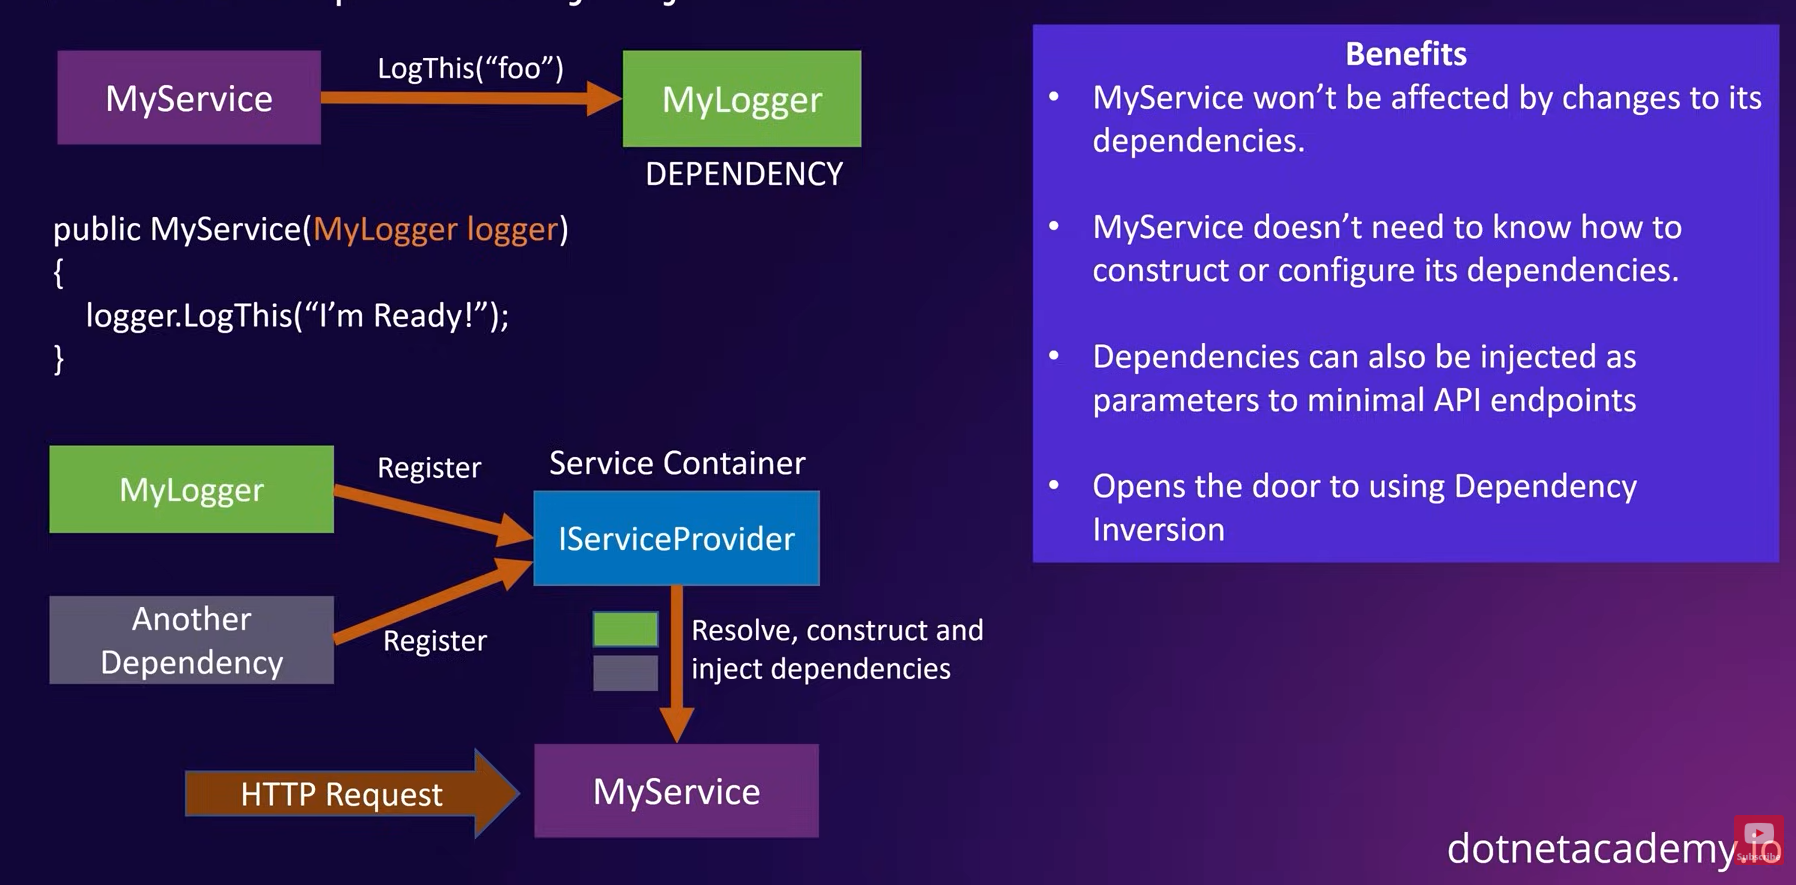 MyService
LogThis(“foo”)
MyLogger
DEPENDENCY
public MyService(MyLogger logger)
{
logger.LogThis(“I’m Ready!”);
}
MyLogger
Register
Service Container
IServiceProvider
Another
Dependency
Register
Resolve, construct and
inject dependencies
HTTP Request
MyService
Benefits
• MyService won’t be affected by changes to its
dependencies.
• MyService doesn’t need to know how to
construct or configure its dependencies.
• Dependencies can also be injected as
parameters to minimal API endpoints
• Opens the door to using Dependency
Inversion
dotnetacademy.io
Subscribe